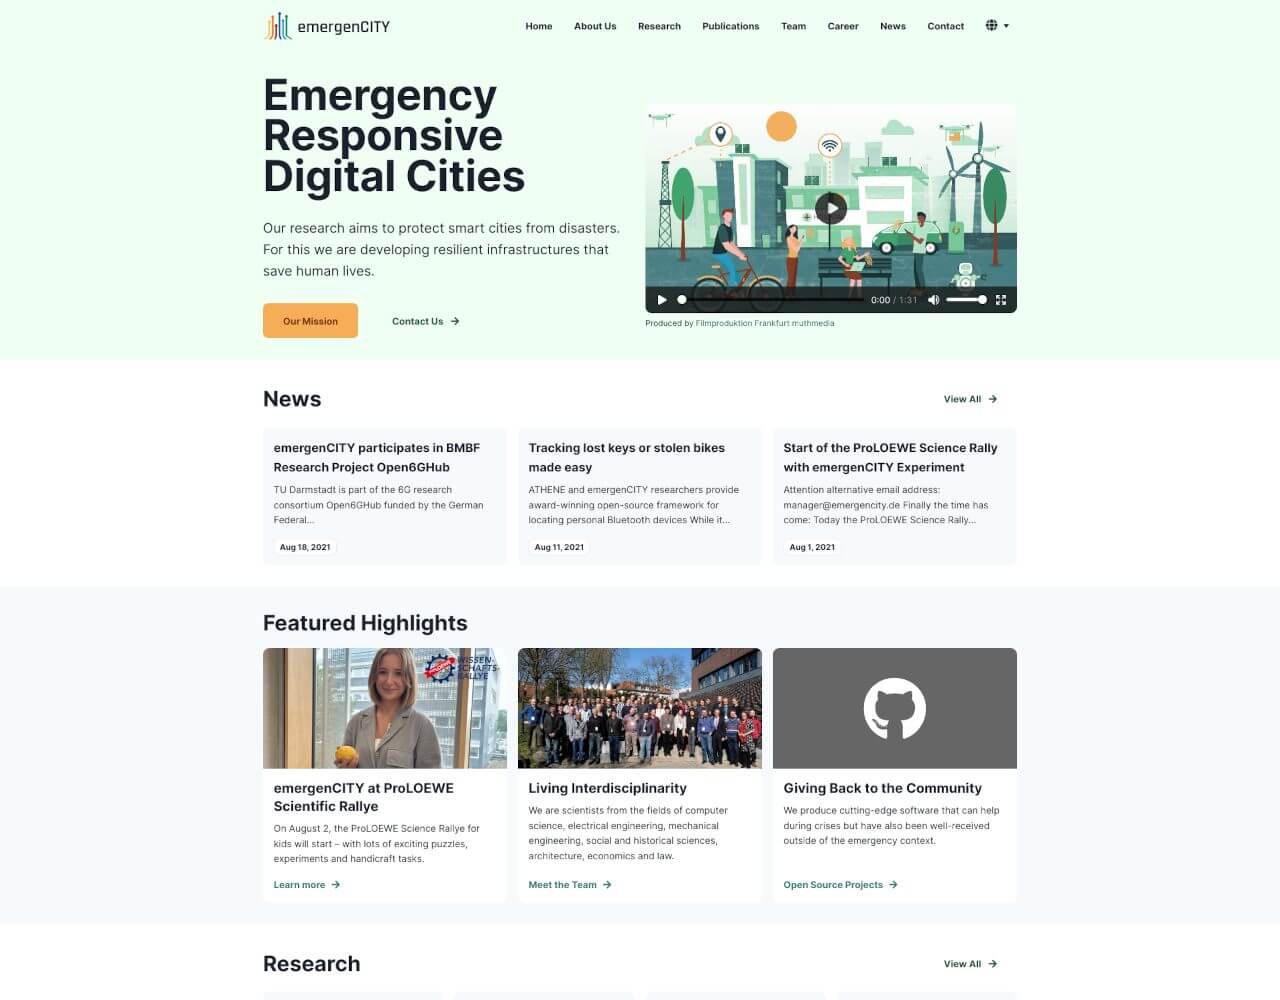 emergenCITY
Home About Us Research Publications Team Career News Contact
Emergency
Responsive
Digital Cities
Our research aims to protect smart cities from disasters.
For this we are developing resilient infrastructures that
save human lives.
Our Mission
Contact Us
0:00 / 1:31
Produced by Filmproduktion Frankfurt muthmedia
News
View All
emergenCITY participates in BMBF
Research Project Open6GHub
TU Darmstadt is part of the 6G research
consortium Open6GHub funded by the German
Federal...
Aug 18, 2021
Tracking lost keys or stolen bikes
made easy
ATHENE and emergenCITY researchers provide
award-winning open-source framework for
locating personal Bluetooth devices While it...
Aug 11, 2021
Start of the ProLOEWE Science Rally
with emergenCITY Experiment
Attention alternative email address:
manager@emergencity.de Finally the time has
come: Today the ProLOEWE Science Rally...
Aug 1, 2021
Featured Highlights
WISSEN-
SCHAFTS-
RALLYE
emergenCITY at ProLOEWE
Scientific Rallye
On August 2, the ProLOEWE Science Rallye for
kids will start – with lots of exciting puzzles,
experiments and handicraft tasks.
Learn more
Living Interdisciplinarity
We are scientists from the fields of computer
science, electrical engineering, mechanical
engineering, social and historical sciences,
architecture, economics and law.
Meet the Team
Giving Back to the Community
We produce cutting-edge software that can help
during crises but have also been well-received
outside of the emergency context.
Open Source Projects
Research
View All